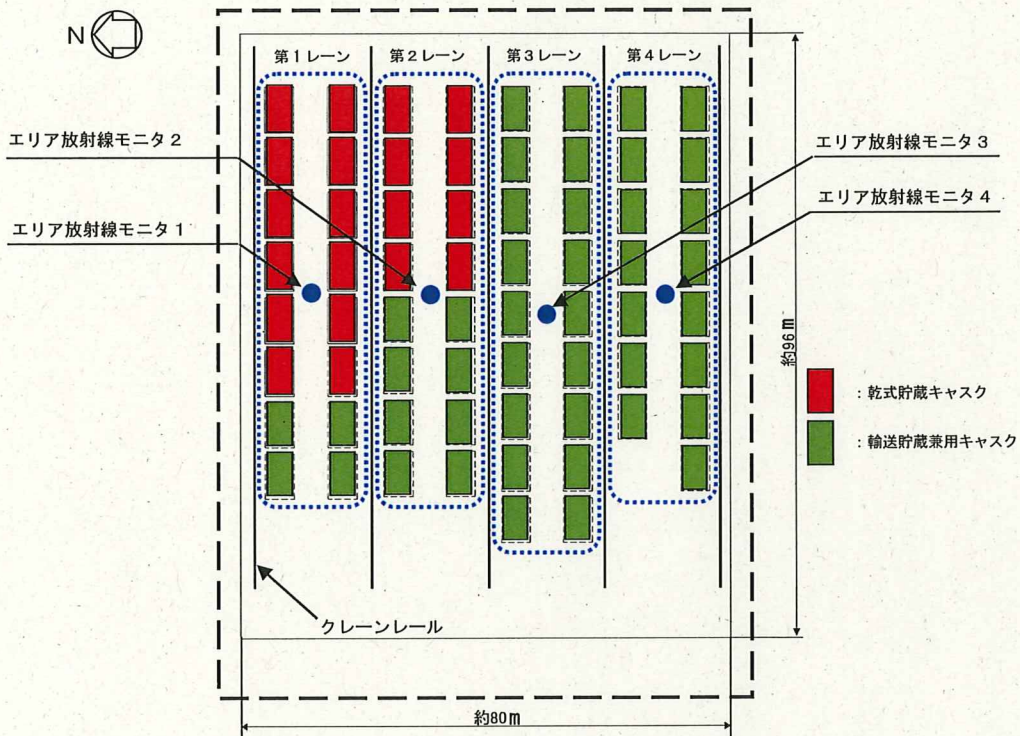 N
第1レーン
第2レーン
第3レーン
第4レーン
エリア放射線モニタ2
エリア放射線モニタ3
エリア放射線モニタ1
エリア放射線モニタ4
約96m
：乾式貯蔵キャスク
：輸送貯蔵兼用キャスク
クレーンレール
約80m